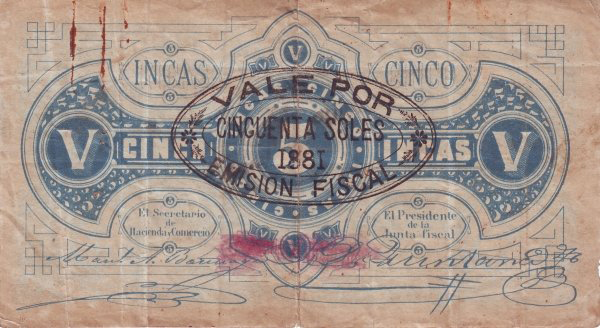 V
INCAS CINCO
VALE POR
CINCUENTA SOLES
1881
EMISION FISCAL
V CINCO INCAS V
El Secretario
de
Hacienda y Comercio
El Presidente
de la
Junta fiscal
V